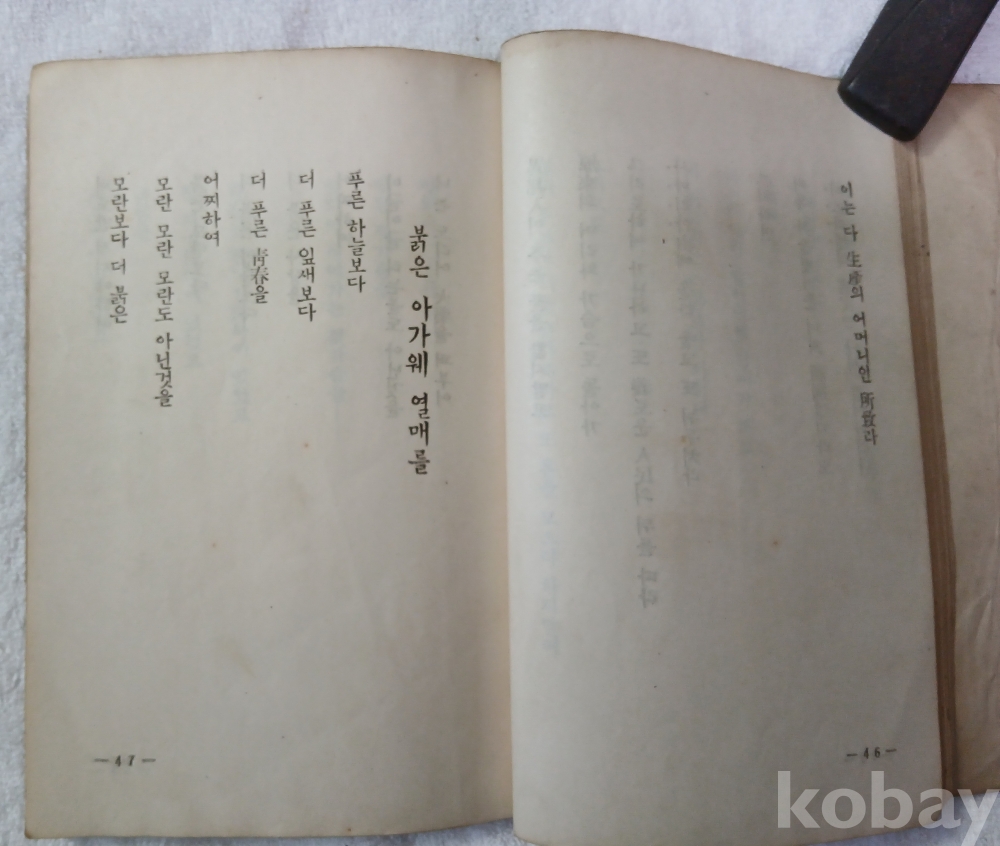 이는 다 生産의 어머니인 所致라
—46—
붉은 아가웨 열매를
푸른 하늘보다
더 푸른 잎새보다
더 푸른 靑春을
어찌하여
모란 모란 모란도 아닌것을
모란보다 더 붉은
—47—
kobay